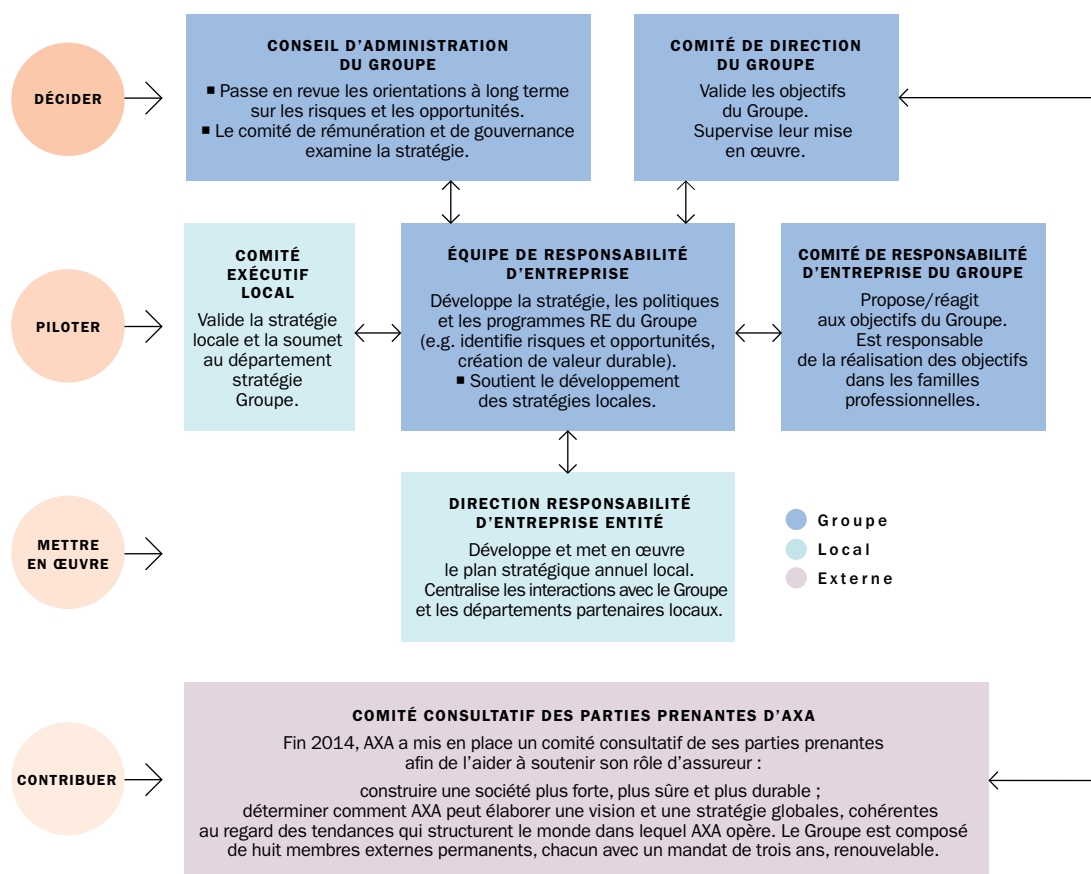 DÉCIDER
CONSEIL D'ADMINISTRATION
DU GROUPE
■ Passe en revue les orientations à long terme
sur les risques et les opportunités.
■ Le comité de rémunération et de gouvernance
examine la stratégie.
COMITÉ DE DIRECTION
DU GROUPE
Valide les objectifs
du Groupe.
Supervise leur mise
en œuvre.
PILOTER
COMITÉ
EXÉCUTIF
LOCAL
Valide la stratégie
locale et la soumet
au département
stratégie
Groupe.
ÉQUIPE DE RESPONSABILITÉ
D'ENTREPRISE
Développe la stratégie, les politiques
et les programmes RE du Groupe
(e.g. identifie risques et opportunités,
création de valeur durable).
■ Soutient le développement
des stratégies locales.
COMITÉ DE RESPONSABILITÉ
D'ENTREPRISE DU GROUPE
Propose/réagit
aux objectifs du Groupe.
Est responsable
de la réalisation des objectifs
dans les familles
professionnelles.
METTRE
EN ŒUVRE
DIRECTION RESPONSABILITÉ
D'ENTREPRISE ENTITÉ
Développe et met en œuvre
le plan stratégique annuel local.
Centralise les interactions avec le Groupe
et les départements partenaires locaux.
Groupe
Local
Externe
CONTRIBUER
COMITÉ CONSULTATIF DES PARTIES PRENANTES D'AXA
Fin 2014, AXA a mis en place un comité consultatif de ses parties prenantes
afin de l'aider à soutenir son rôle d'assureur :
construire une société plus forte, plus sûre et plus durable ;
déterminer comment AXA peut élaborer une vision et une stratégie globales, cohérentes
au regard des tendances qui structurent le monde dans lequel AXA opère. Le Groupe est composé
de huit membres externes permanents, chacun avec un mandat de trois ans, renouvelable.